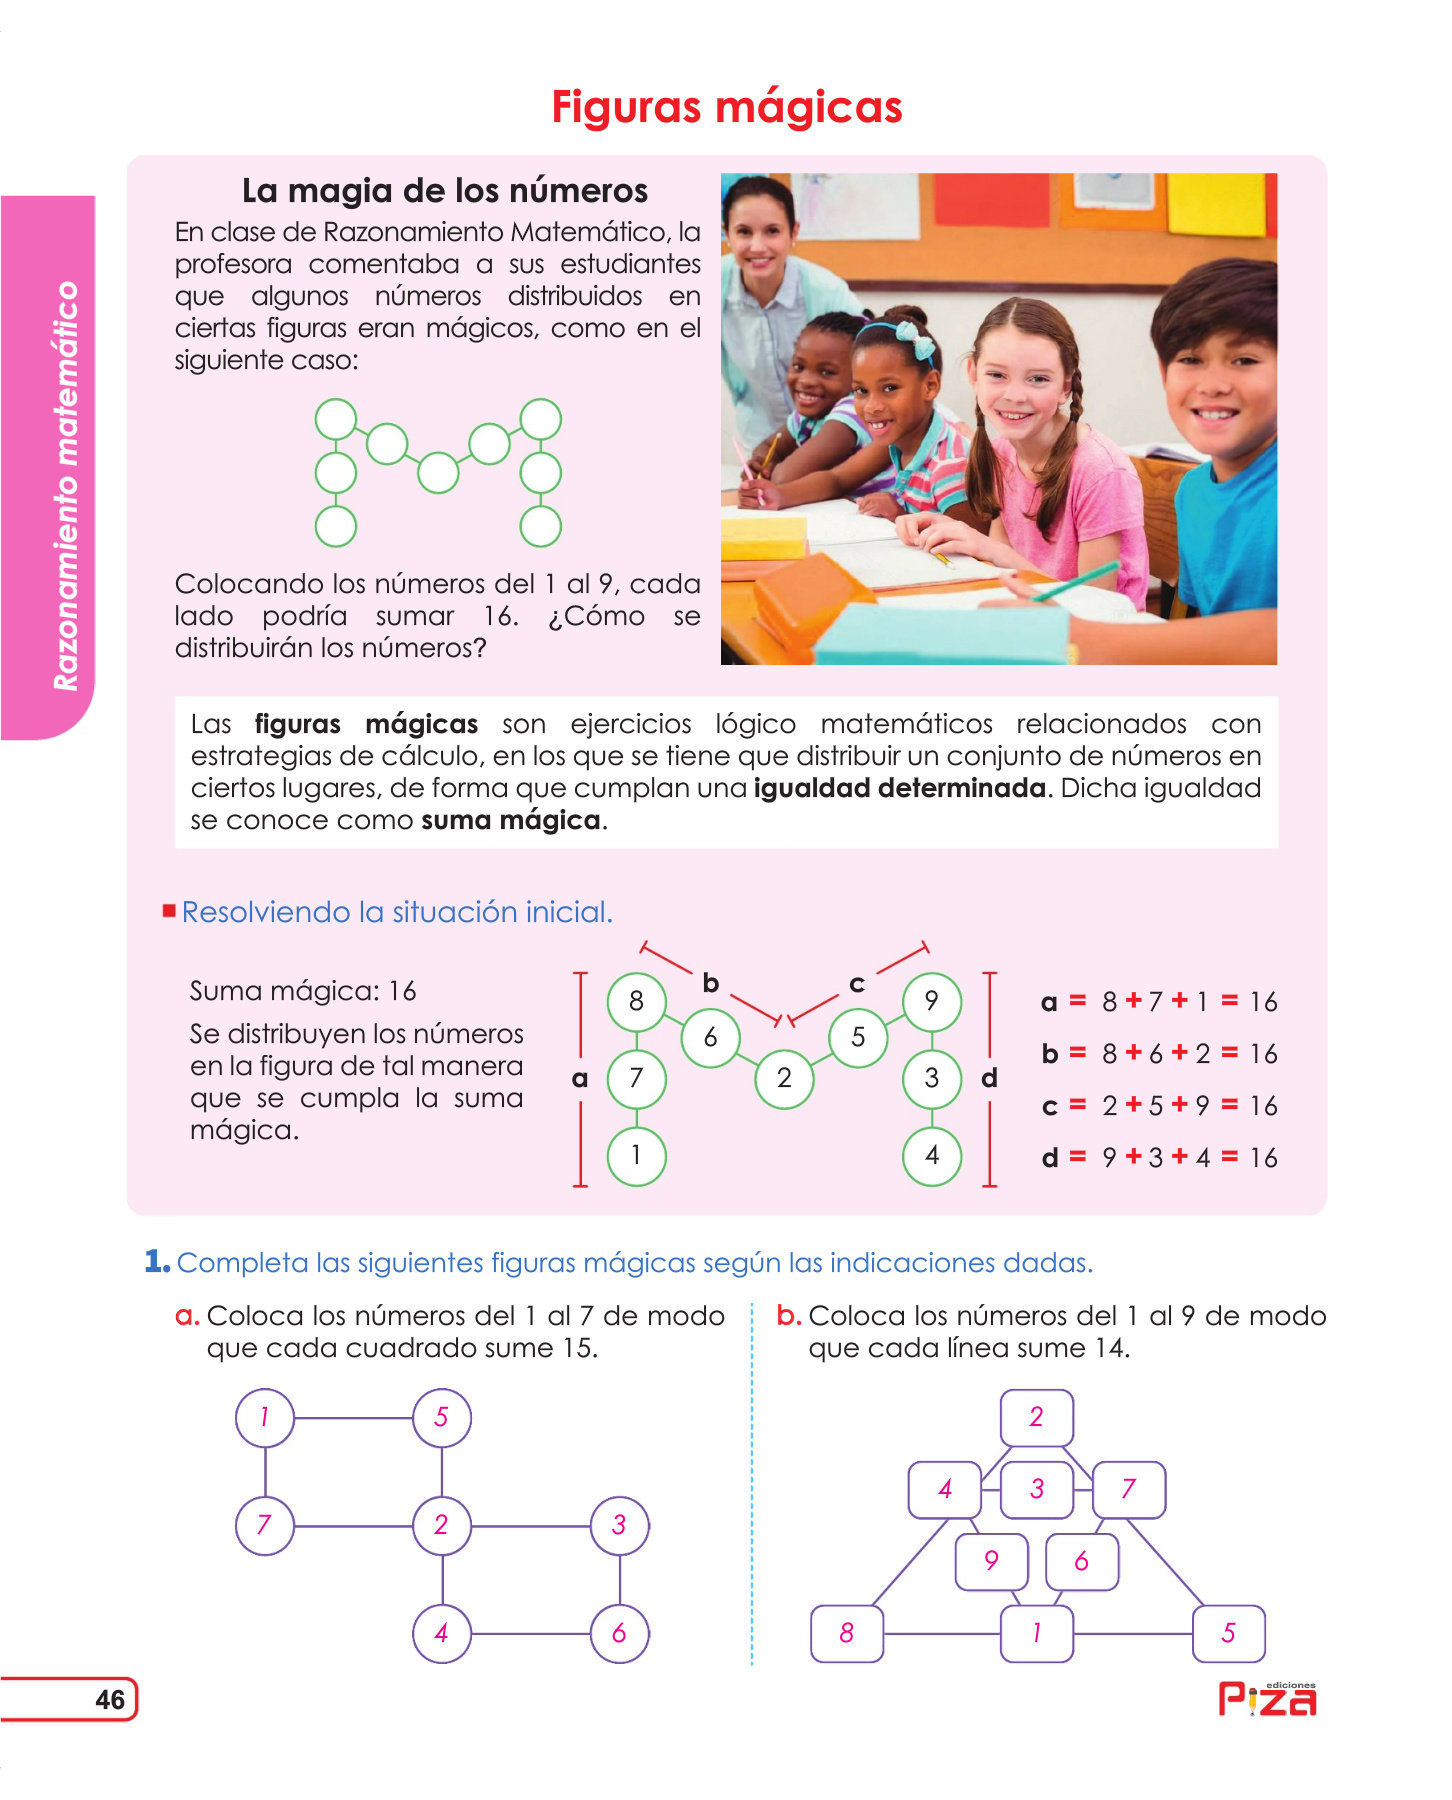 Figuras mágicas
Razonamiento matemático
La magia de los números
En clase de Razonamiento Matemático, la
profesora comentaba a sus estudiantes
que algunos números distribuidos en
ciertas figuras eran mágicos, como en el
siguiente caso:
Colocando los números del 1 al 9, cada
lado podría sumar 16. ¿Cómo se
distribuirán los números?
Las figuras mágicas son ejercicios lógico matemáticos relacionados con
estrategias de cálculo, en los que se tiene que distribuir un conjunto de números en
ciertos lugares, de forma que cumplan una igualdad determinada. Dicha igualdad
se conoce como suma mágica.
Resolviendo la situación inicial.
Suma mágica: 16
Se distribuyen los números
en la figura de tal manera
que se cumpla la suma
mágica.
b c
8 9
6 5
a 7 2 3 d
1 4
a = 8 + 7 + 1 = 16
b = 8 + 6 + 2 = 16
c = 2 + 5 + 9 = 16
d = 9 + 3 + 4 = 16
1. Completa las siguientes figuras mágicas según las indicaciones dadas.
a. Coloca los números del 1 al 7 de modo
que cada cuadrado sume 15.
1 5
7 2 3
4 6
b. Coloca los números del 1 al 9 de modo
que cada línea sume 14.
2
4 3 7
9 6
8 1 5
46
ediciones
Piza